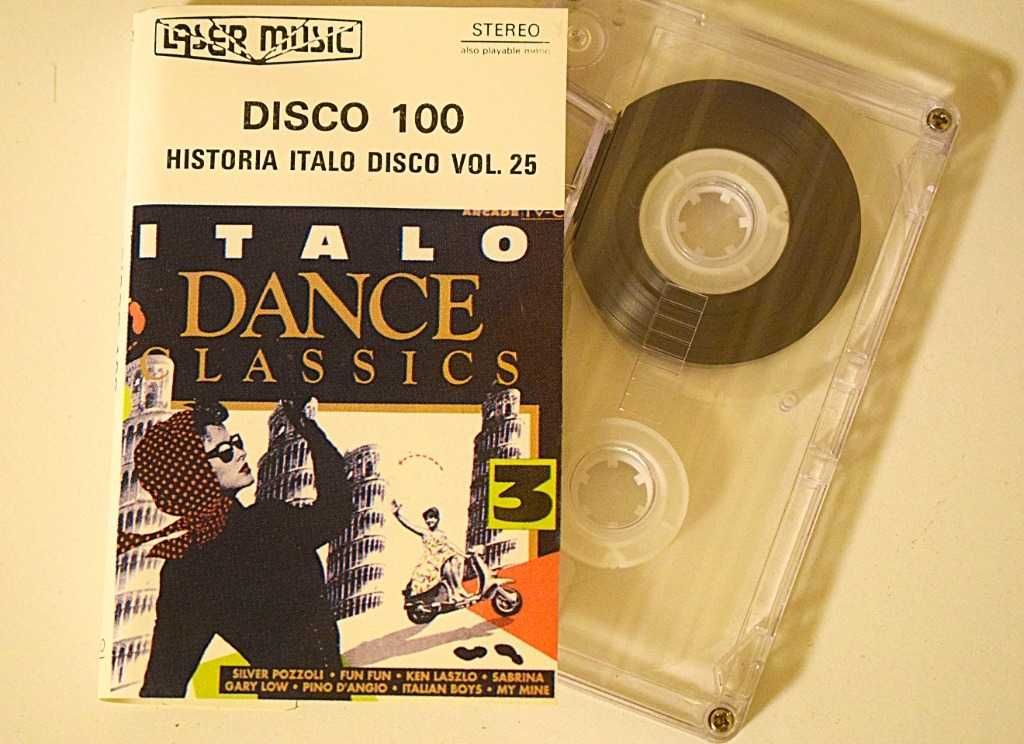 LASER MUSIC
STEREO
also playable mono
DISCO 100
HISTORIA ITALO DISCO VOL. 25
ARCADE TV-C
ITALO
DANCE
CLASSICS
3
SILVER POZZOLI • FUN FUN • KEN LASZLO • SABRINA
GARY LOW • PINO D'ANGIO • ITALIAN BOYS • MY MINE